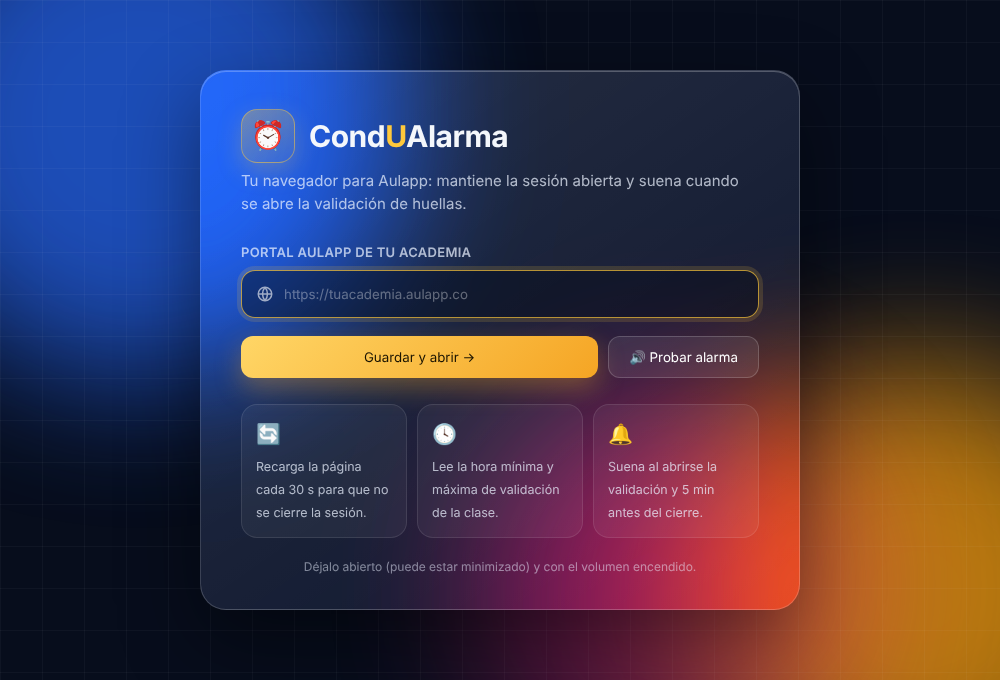 CondUAlarma
Tu navegador para Aulapp: mantiene la sesión abierta y suena cuando
se abre la validación de huellas.
PORTAL AULAPP DE TU ACADEMIA
https://tuacademia.aulapp.co
Guardar y abrir →
Probar alarma
Recarga la página
cada 30 s para que no
se cierre la sesión.
Lee la hora mínima y
máxima de validación
de la clase.
Suena al abrirse la
validación y 5 min
antes del cierre.
Déjalo abierto (puede estar minimizado) y con el volumen encendido.